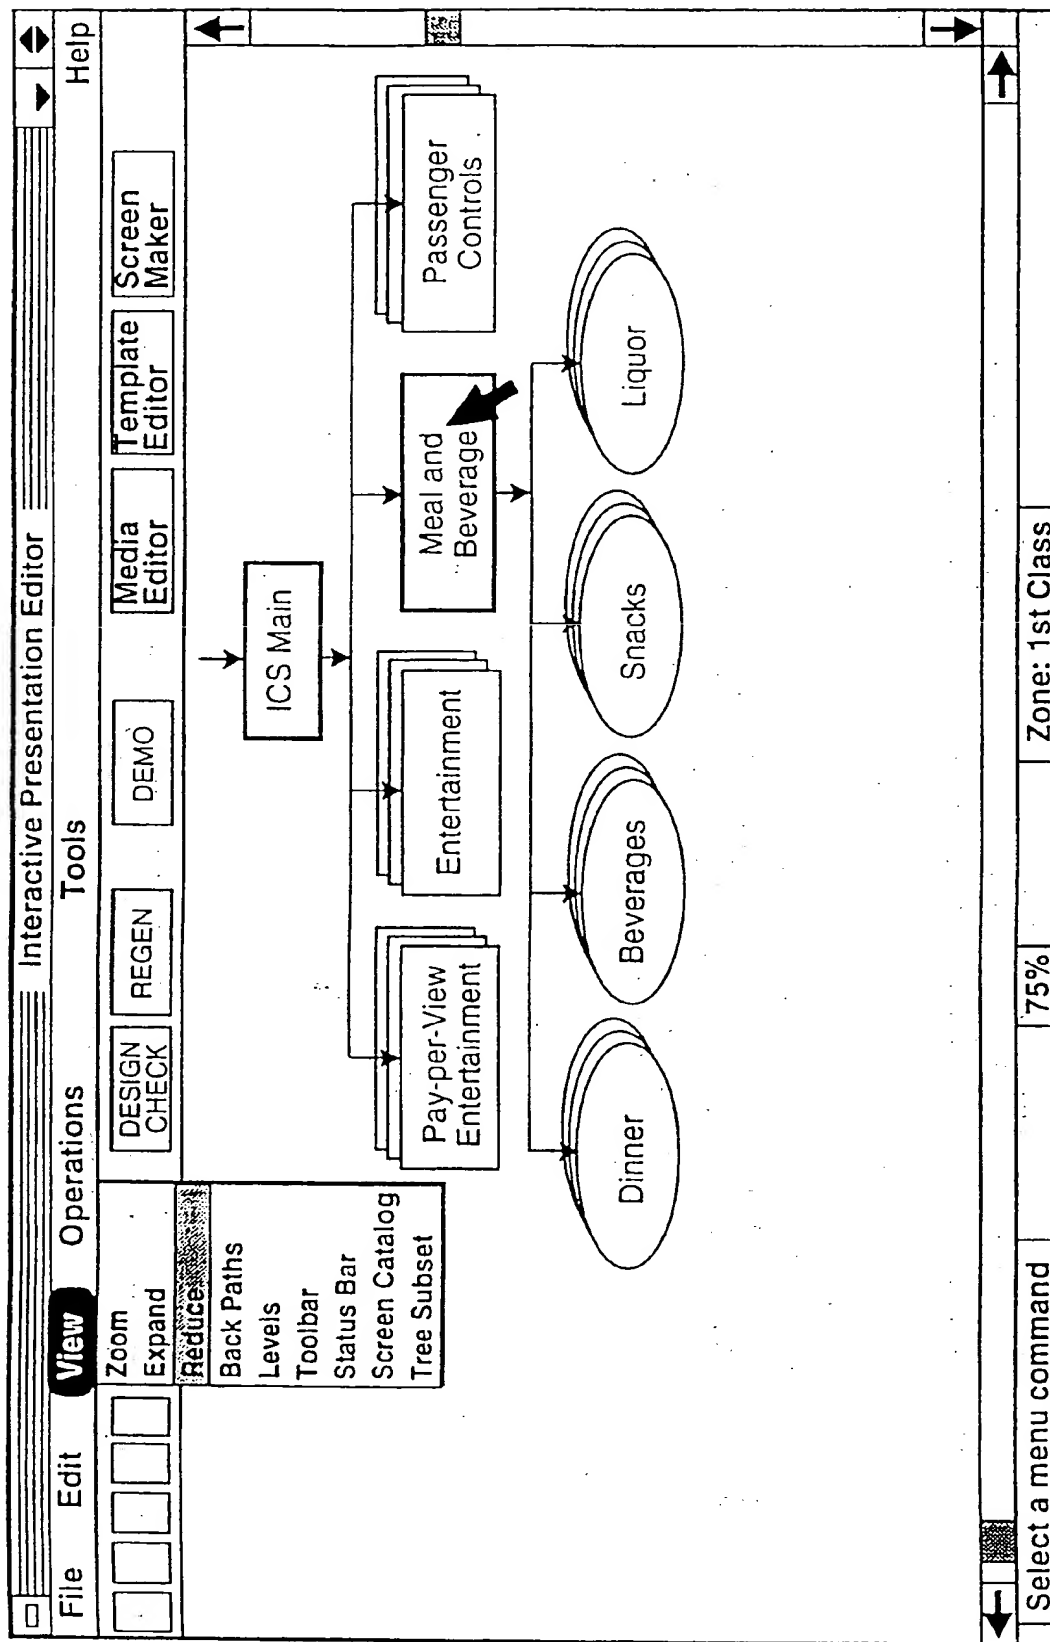 Interactive Presentation Editor
File Edit View Operations Tools Help
DESIGN
CHECK
REGEN
DEMO
Media
Editor
Template
Editor
Screen
Maker
Zoom
Expand
Reduce
Back Paths
Levels
Toolbar
Status Bar
Screen Catalog
Tree Subset
ICS Main
Pay-per-View
Entertainment
Entertainment
Meal and
Beverage
Passenger
Controls
Dinner
Beverages
Snacks
Liquor
Select a menu command
75%
Zone: 1st Class